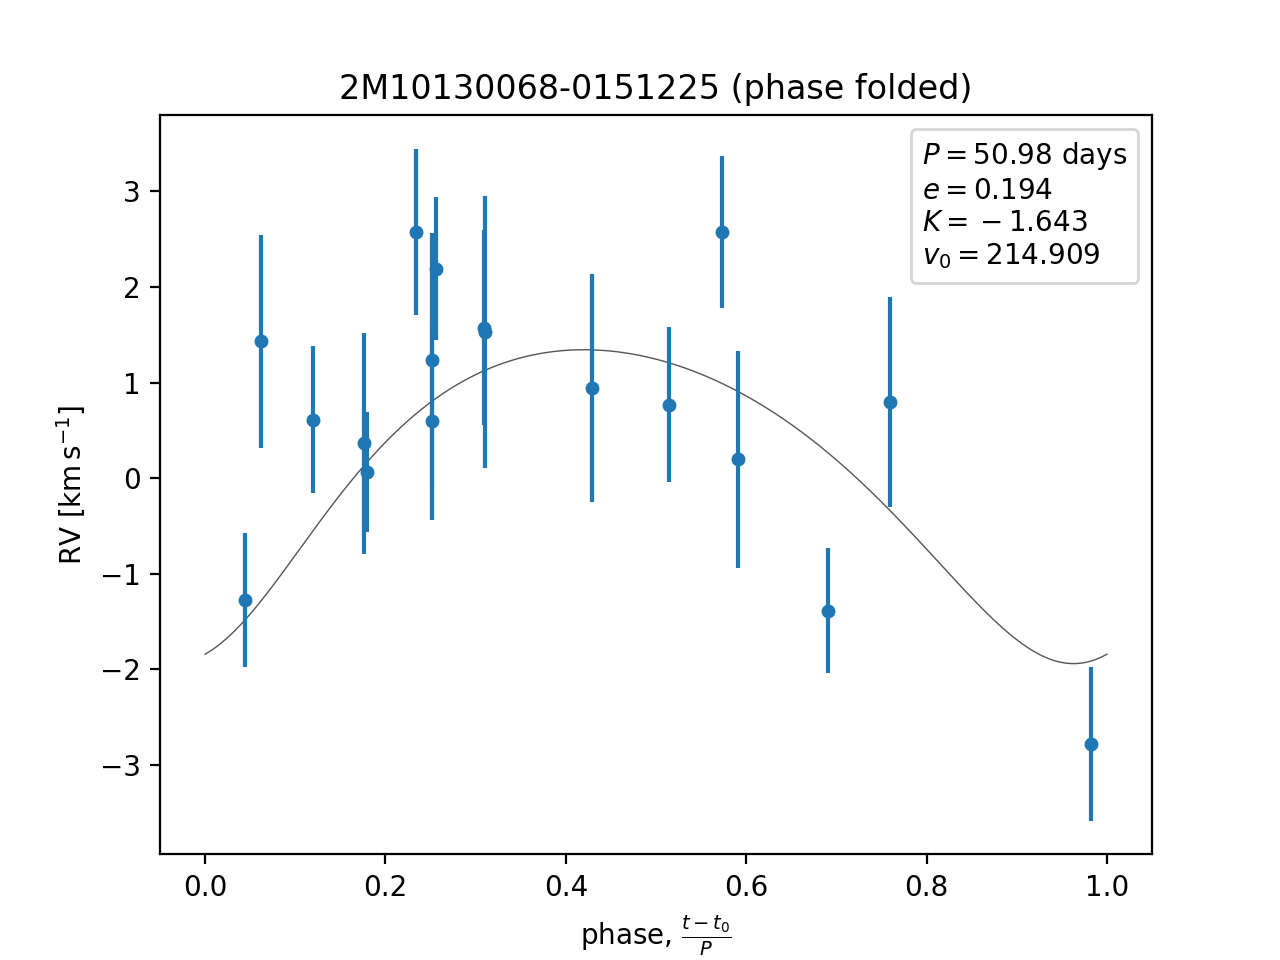 2M10130068-0151225 (phase folded)
P = 50.98 days
e = 0.194
K = − 1.643
v₀ = 214.909
3
2
1
0
−1
−2
−3
RV [km s⁻¹]
0.0 0.2 0.4 0.6 0.8 1.0
phase, (t − t₀)/P